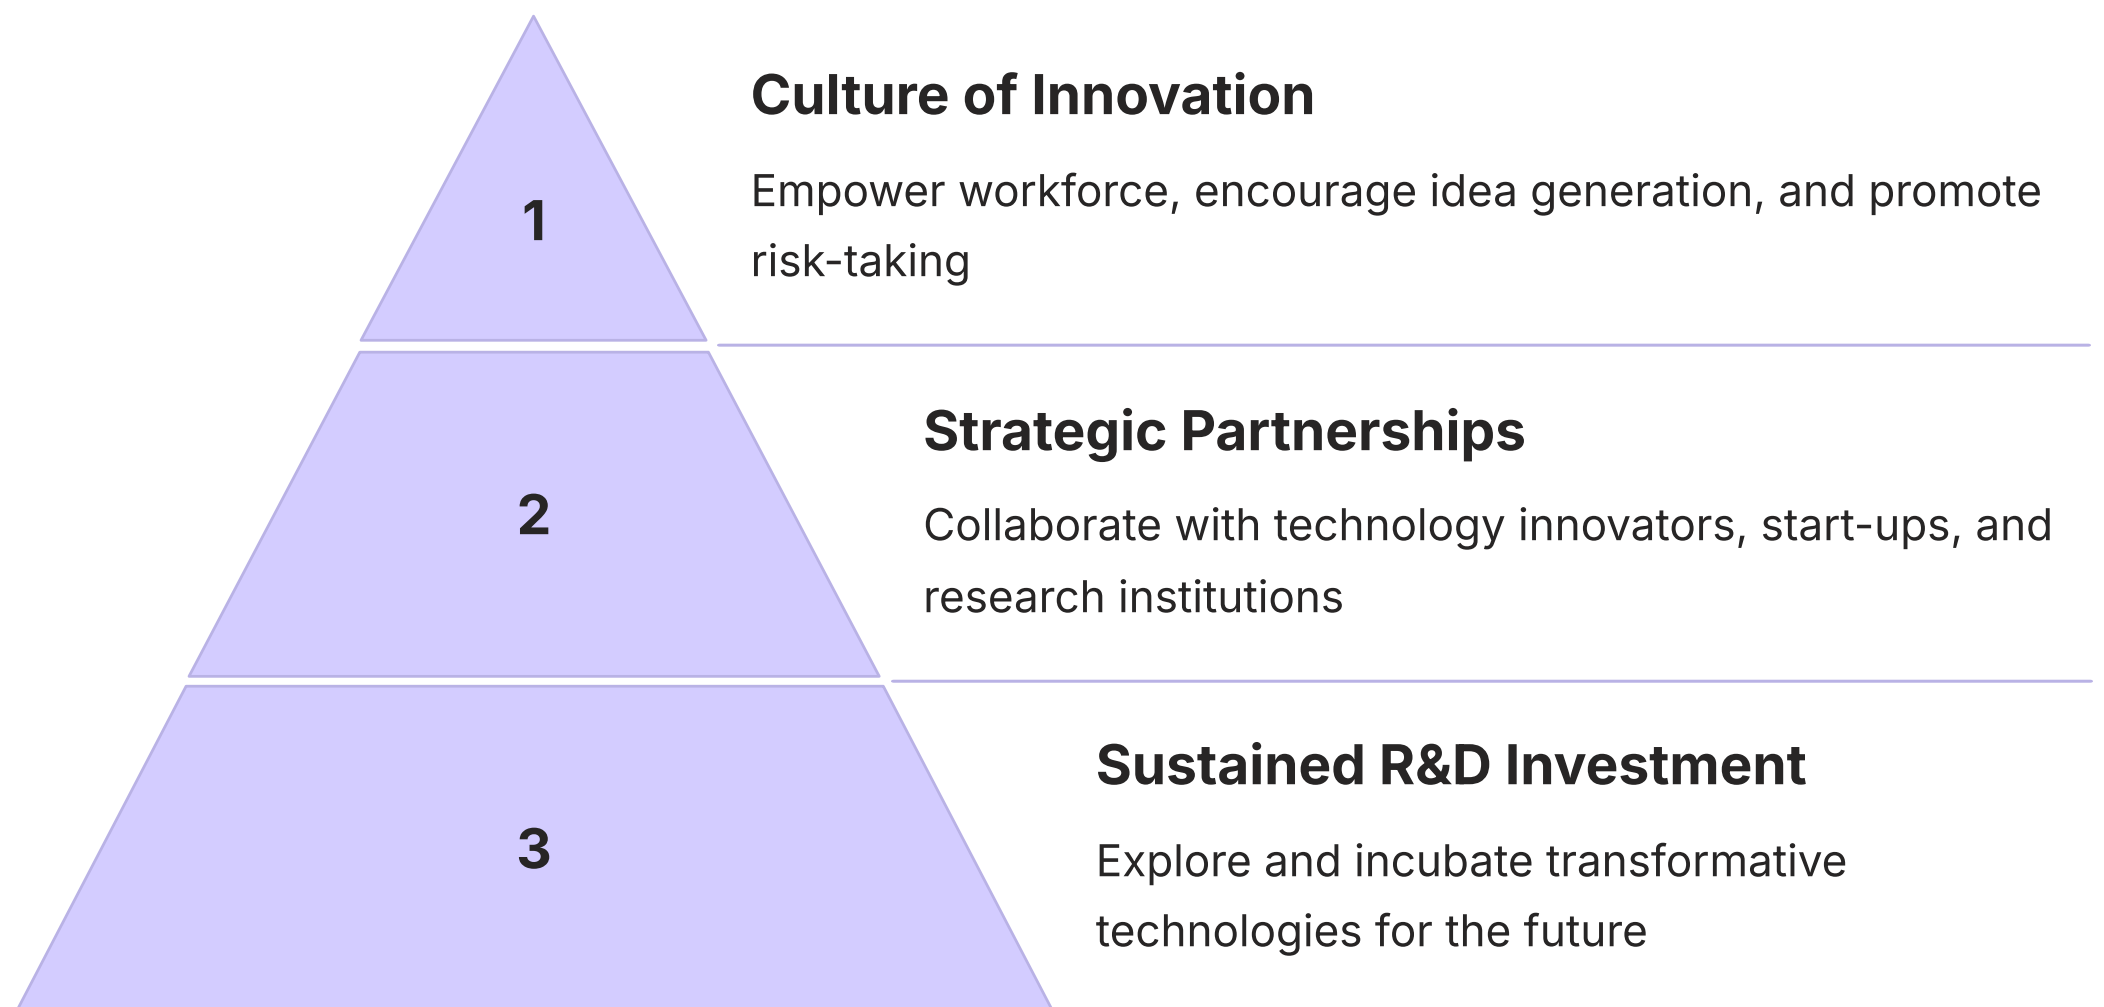 1
Culture of Innovation
Empower workforce, encourage idea generation, and promote
risk-taking
2
Strategic Partnerships
Collaborate with technology innovators, start-ups, and
research institutions
3
Sustained R&D Investment
Explore and incubate transformative
technologies for the future